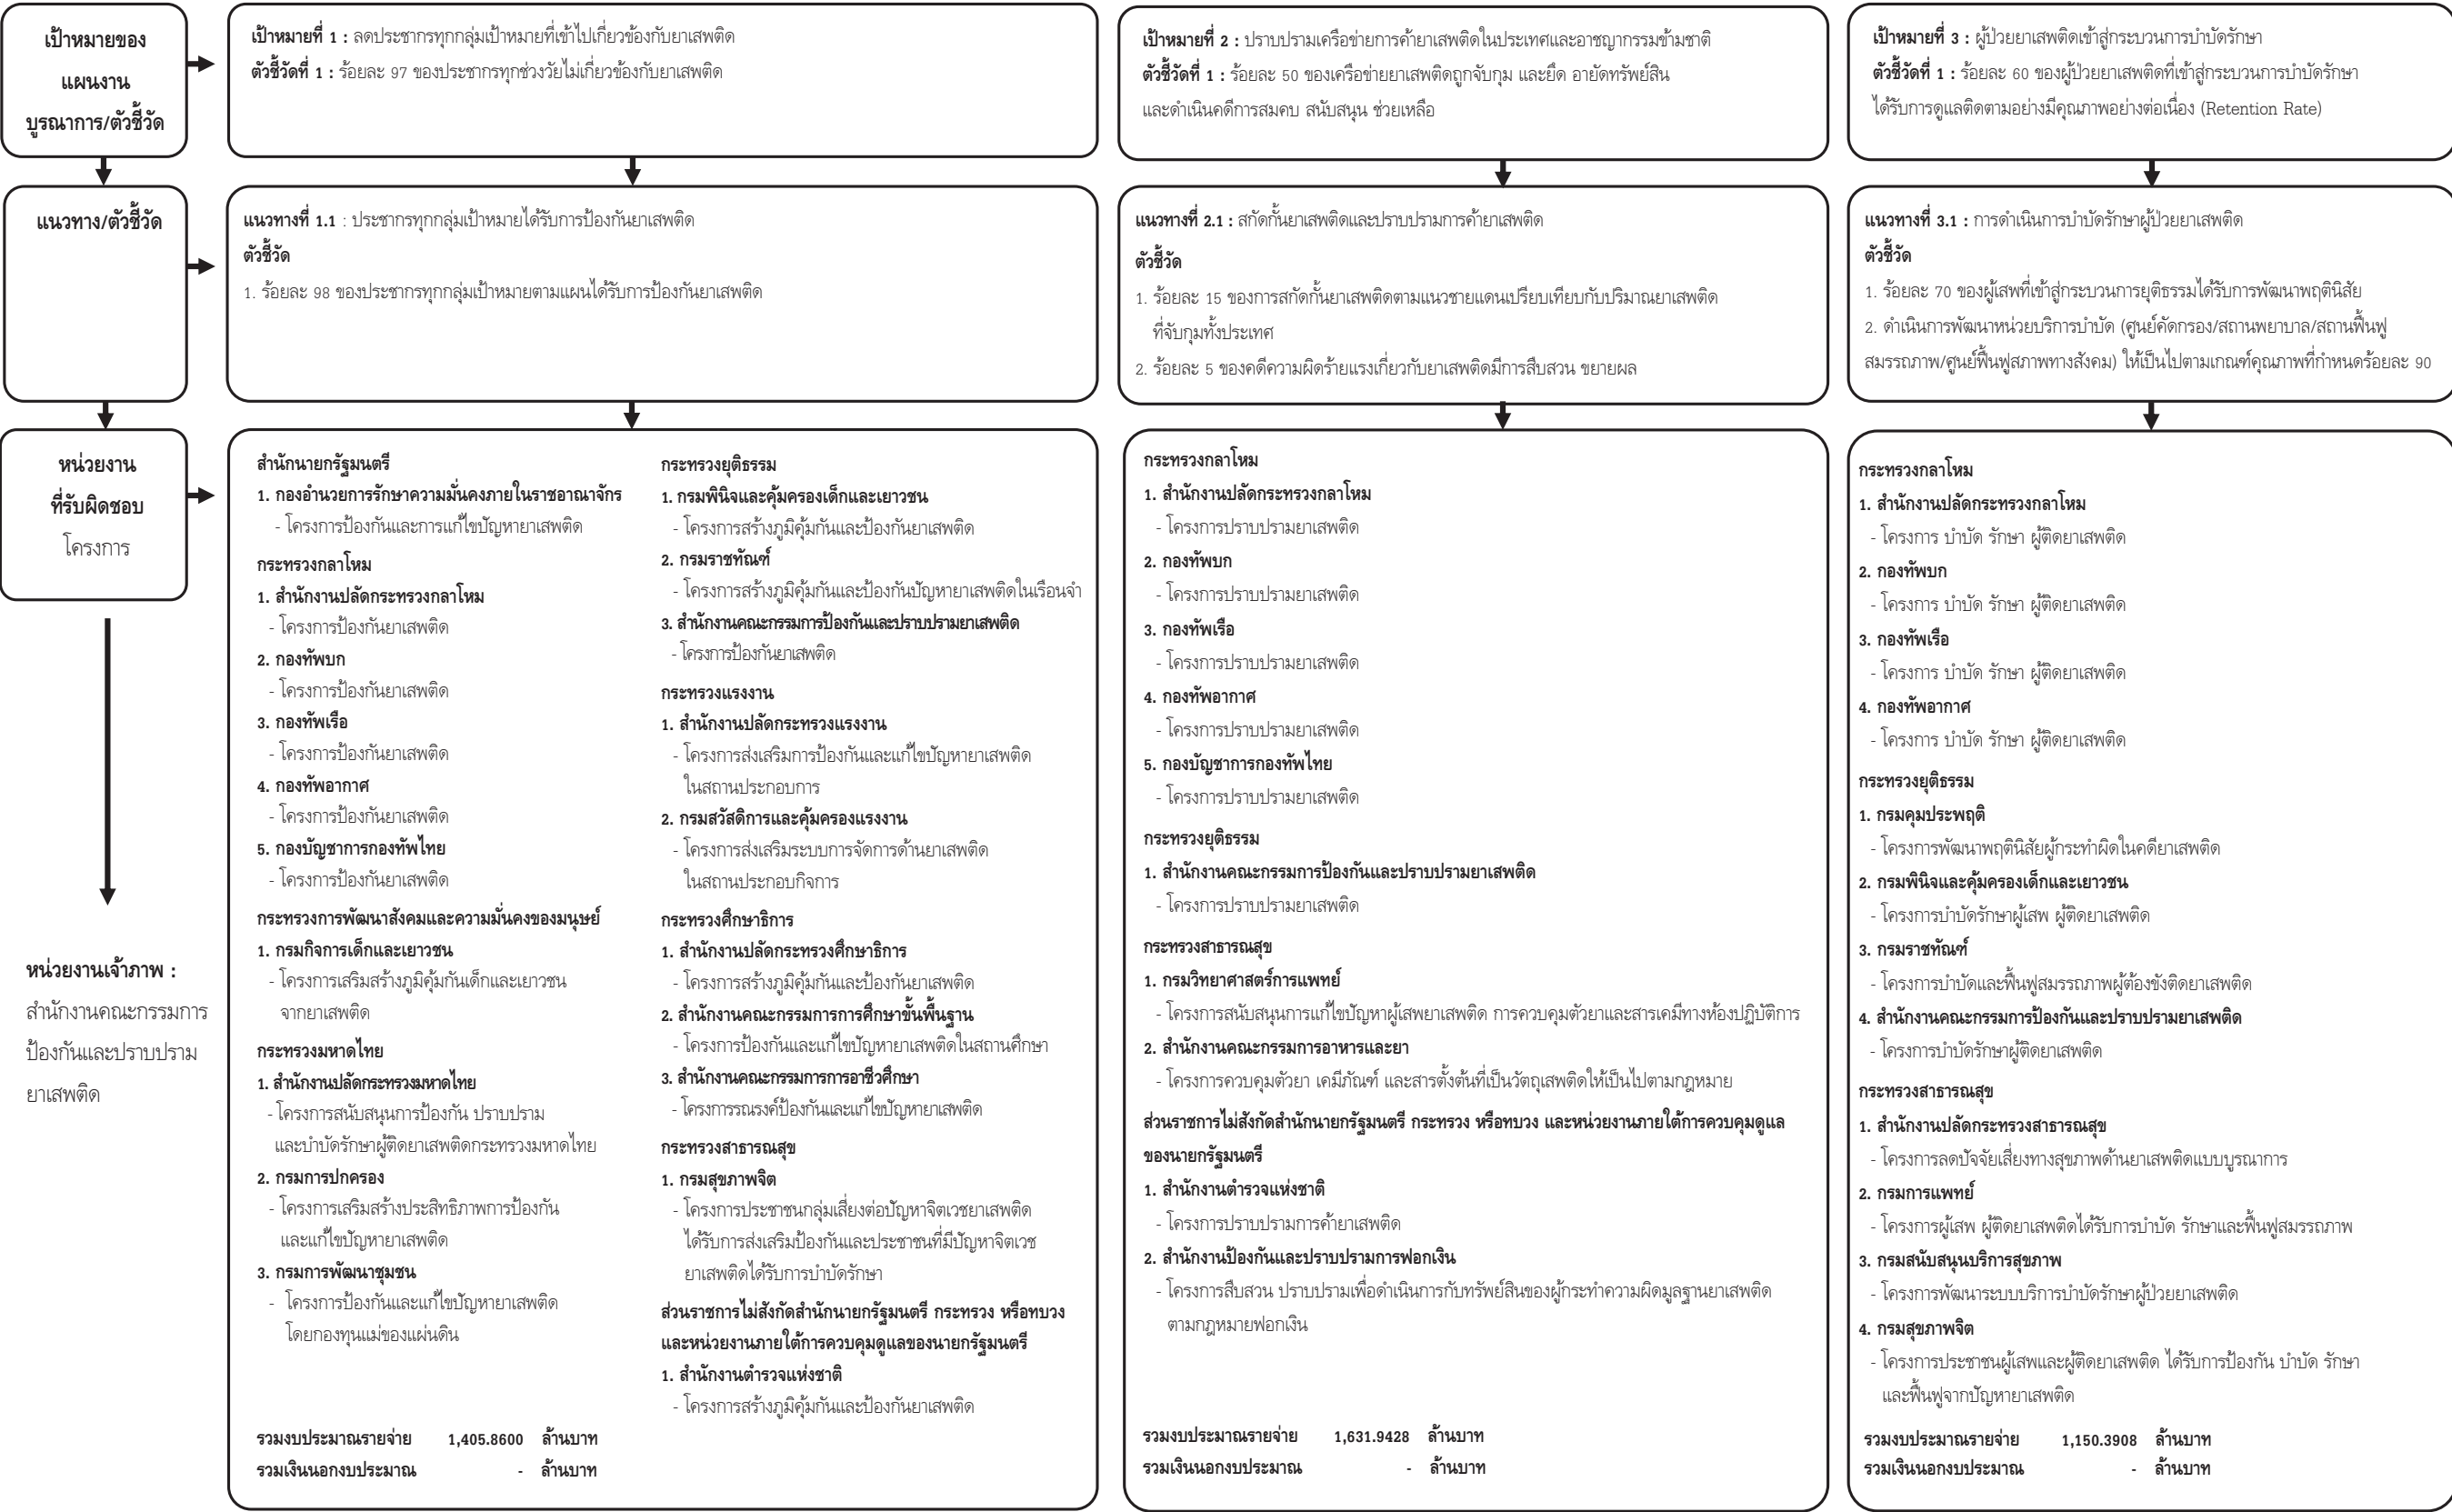 เป้าหมายของ
แผนงาน
บูรณาการ/ตัวชี้วัด
เป้าหมายที่ 1 : ลดประชากรทุกกลุ่มเป้าหมายที่เข้าไปเกี่ยวข้องกับยาเสพติด
ตัวชี้วัดที่ 1 : ร้อยละ 97 ของประชากรทุกช่วงวัยไม่เกี่ยวข้องกับยาเสพติด
เป้าหมายที่ 2 : ปราบปรามเครือข่ายการค้ายาเสพติดในประเทศและอาชญากรรมข้ามชาติ
ตัวชี้วัดที่ 1 : ร้อยละ 50 ของเครือข่ายยาเสพติดถูกจับกุม และยึด อายัดทรัพย์สิน
และดำเนินคดีการสมคบ สนับสนุน ช่วยเหลือ
เป้าหมายที่ 3 : ผู้ป่วยยาเสพติดเข้าสู่กระบวนการบำบัดรักษา
ตัวชี้วัดที่ 1 : ร้อยละ 60 ของผู้ป่วยยาเสพติดที่เข้าสู่กระบวนการบำบัดรักษา
ได้รับการดูแลติดตามอย่างมีคุณภาพอย่างต่อเนื่อง (Retention Rate)
แนวทาง/ตัวชี้วัด
แนวทางที่ 1.1 : ประชากรทุกกลุ่มเป้าหมายได้รับการป้องกันยาเสพติด
ตัวชี้วัด
1. ร้อยละ 98 ของประชากรทุกกลุ่มเป้าหมายตามแผนได้รับการป้องกันยาเสพติด
แนวทางที่ 2.1 : สกัดกั้นยาเสพติดและปราบปรามการค้ายาเสพติด
ตัวชี้วัด
1. ร้อยละ 15 ของการสกัดกั้นยาเสพติดตามแนวชายแดนเปรียบเทียบกับปริมาณยาเสพติด
ที่จับกุมทั้งประเทศ
2. ร้อยละ 5 ของคดีความผิดร้ายแรงเกี่ยวกับยาเสพติดมีการสืบสวน ขยายผล
แนวทางที่ 3.1 : การดำเนินการบำบัดรักษาผู้ป่วยยาเสพติด
ตัวชี้วัด
1. ร้อยละ 70 ของผู้เสพที่เข้าสู่กระบวนการยุติธรรมได้รับการพัฒนาพฤตินิสัย
2. ดำเนินการพัฒนาหน่วยบริการบำบัด (ศูนย์คัดกรอง/สถานพยาบาล/สถานฟื้นฟู
สมรรถภาพ/ศูนย์ฟื้นฟูสภาพทางสังคม) ให้เป็นไปตามเกณฑ์คุณภาพที่กำหนดร้อยละ 90
หน่วยงาน
ที่รับผิดชอบ
โครงการ
หน่วยงานเจ้าภาพ :
สำนักงานคณะกรรมการ
ป้องกันและปราบปราม
ยาเสพติด
สำนักนายกรัฐมนตรี
1. กองอำนวยการรักษาความมั่นคงภายในราชอาณาจักร
- โครงการป้องกันและการแก้ไขปัญหายาเสพติด
กระทรวงกลาโหม
1. สำนักงานปลัดกระทรวงกลาโหม
- โครงการป้องกันยาเสพติด
2. กองทัพบก
- โครงการป้องกันยาเสพติด
3. กองทัพเรือ
- โครงการป้องกันยาเสพติด
4. กองทัพอากาศ
- โครงการป้องกันยาเสพติด
5. กองบัญชาการกองทัพไทย
- โครงการป้องกันยาเสพติด
กระทรวงการพัฒนาสังคมและความมั่นคงของมนุษย์
1. กรมกิจการเด็กและเยาวชน
- โครงการเสริมสร้างภูมิคุ้มกันเด็กและเยาวชน
จากยาเสพติด
กระทรวงมหาดไทย
1. สำนักงานปลัดกระทรวงมหาดไทย
- โครงการสนับสนุนการป้องกัน ปราบปราม
และบำบัดรักษาผู้ติดยาเสพติดกระทรวงมหาดไทย
2. กรมการปกครอง
- โครงการเสริมสร้างประสิทธิภาพการป้องกัน
และแก้ไขปัญหายาเสพติด
3. กรมการพัฒนาชุมชน
- โครงการป้องกันและแก้ไขปัญหายาเสพติด
โดยกองทุนแม่ของแผ่นดิน
รวมงบประมาณรายจ่าย 1,405.8600 ล้านบาท
รวมเงินนอกงบประมาณ - ล้านบาท
กระทรวงยุติธรรม
1. กรมพินิจและคุ้มครองเด็กและเยาวชน
- โครงการสร้างภูมิคุ้มกันและป้องกันยาเสพติด
2. กรมราชทัณฑ์
- โครงการสร้างภูมิคุ้มกันและป้องกันปัญหายาเสพติดในเรือนจำ
3. สำนักงานคณะกรรมการป้องกันและปราบปรามยาเสพติด
- โครงการป้องกันยาเสพติด
กระทรวงแรงงาน
1. สำนักงานปลัดกระทรวงแรงงาน
- โครงการส่งเสริมการป้องกันและแก้ไขปัญหายาเสพติด
ในสถานประกอบการ
2. กรมสวัสดิการและคุ้มครองแรงงาน
- โครงการส่งเสริมระบบการจัดการด้านยาเสพติด
ในสถานประกอบกิจการ
กระทรวงศึกษาธิการ
1. สำนักงานปลัดกระทรวงศึกษาธิการ
- โครงการสร้างภูมิคุ้มกันและป้องกันยาเสพติด
2. สำนักงานคณะกรรมการการศึกษาขั้นพื้นฐาน
- โครงการป้องกันและแก้ไขปัญหายาเสพติดในสถานศึกษา
3. สำนักงานคณะกรรมการการอาชีวศึกษา
- โครงการรณรงค์ป้องกันและแก้ไขปัญหายาเสพติด
กระทรวงสาธารณสุข
1. กรมสุขภาพจิต
- โครงการประชาชนกลุ่มเสี่ยงต่อปัญหาจิตเวชยาเสพติด
ได้รับการส่งเสริมป้องกันและประชาชนที่มีปัญหาจิตเวช
ยาเสพติดได้รับการบำบัดรักษา
ส่วนราชการไม่สังกัดสำนักนายกรัฐมนตรี กระทรวง หรือทบวง
และหน่วยงานภายใต้การควบคุมดูแลของนายกรัฐมนตรี
1. สำนักงานตำรวจแห่งชาติ
- โครงการสร้างภูมิคุ้มกันและป้องกันยาเสพติด
กระทรวงกลาโหม
1. สำนักงานปลัดกระทรวงกลาโหม
- โครงการปราบปรามยาเสพติด
2. กองทัพบก
- โครงการปราบปรามยาเสพติด
3. กองทัพเรือ
- โครงการปราบปรามยาเสพติด
4. กองทัพอากาศ
- โครงการปราบปรามยาเสพติด
5. กองบัญชาการกองทัพไทย
- โครงการปราบปรามยาเสพติด
กระทรวงยุติธรรม
1. สำนักงานคณะกรรมการป้องกันและปราบปรามยาเสพติด
- โครงการปราบปรามยาเสพติด
กระทรวงสาธารณสุข
1. กรมวิทยาศาสตร์การแพทย์
- โครงการสนับสนุนการแก้ไขปัญหาผู้เสพยาเสพติด การควบคุมตัวยาและสารเคมีทางห้องปฏิบัติการ
2. สำนักงานคณะกรรมการอาหารและยา
- โครงการควบคุมตัวยา เคมีภัณฑ์ และสารตั้งต้นที่เป็นวัตถุเสพติดให้เป็นไปตามกฎหมาย
ส่วนราชการไม่สังกัดสำนักนายกรัฐมนตรี กระทรวง หรือทบวง และหน่วยงานภายใต้การควบคุมดูแล
ของนายกรัฐมนตรี
1. สำนักงานตำรวจแห่งชาติ
- โครงการปราบปรามการค้ายาเสพติด
2. สำนักงานป้องกันและปราบปรามการฟอกเงิน
- โครงการสืบสวน ปราบปรามเพื่อดำเนินการกับทรัพย์สินของผู้กระทำความผิดมูลฐานยาเสพติด
ตามกฎหมายฟอกเงิน
รวมงบประมาณรายจ่าย 1,631.9428 ล้านบาท
รวมเงินนอกงบประมาณ - ล้านบาท
กระทรวงกลาโหม
1. สำนักงานปลัดกระทรวงกลาโหม
- โครงการ บำบัด รักษา ผู้ติดยาเสพติด
2. กองทัพบก
- โครงการ บำบัด รักษา ผู้ติดยาเสพติด
3. กองทัพเรือ
- โครงการ บำบัด รักษา ผู้ติดยาเสพติด
4. กองทัพอากาศ
- โครงการ บำบัด รักษา ผู้ติดยาเสพติด
กระทรวงยุติธรรม
1. กรมคุมประพฤติ
- โครงการพัฒนาพฤตินิสัยผู้กระทำผิดในคดียาเสพติด
2. กรมพินิจและคุ้มครองเด็กและเยาวชน
- โครงการบำบัดรักษาผู้เสพ ผู้ติดยาเสพติด
3. กรมราชทัณฑ์
- โครงการบำบัดและฟื้นฟูสมรรถภาพผู้ต้องขังติดยาเสพติด
4. สำนักงานคณะกรรมการป้องกันและปราบปรามยาเสพติด
- โครงการบำบัดรักษาผู้ติดยาเสพติด
กระทรวงสาธารณสุข
1. สำนักงานปลัดกระทรวงสาธารณสุข
- โครงการลดปัจจัยเสี่ยงทางสุขภาพด้านยาเสพติดแบบบูรณาการ
2. กรมการแพทย์
- โครงการผู้เสพ ผู้ติดยาเสพติดได้รับการบำบัด รักษาและฟื้นฟูสมรรถภาพ
3. กรมสนับสนุนบริการสุขภาพ
- โครงการพัฒนาระบบบริการบำบัดรักษาผู้ป่วยยาเสพติด
4. กรมสุขภาพจิต
- โครงการประชาชนผู้เสพและผู้ติดยาเสพติด ได้รับการป้องกัน บำบัด รักษา
และฟื้นฟูจากปัญหายาเสพติด
รวมงบประมาณรายจ่าย 1,150.3908 ล้านบาท
รวมเงินนอกงบประมาณ - ล้านบาท